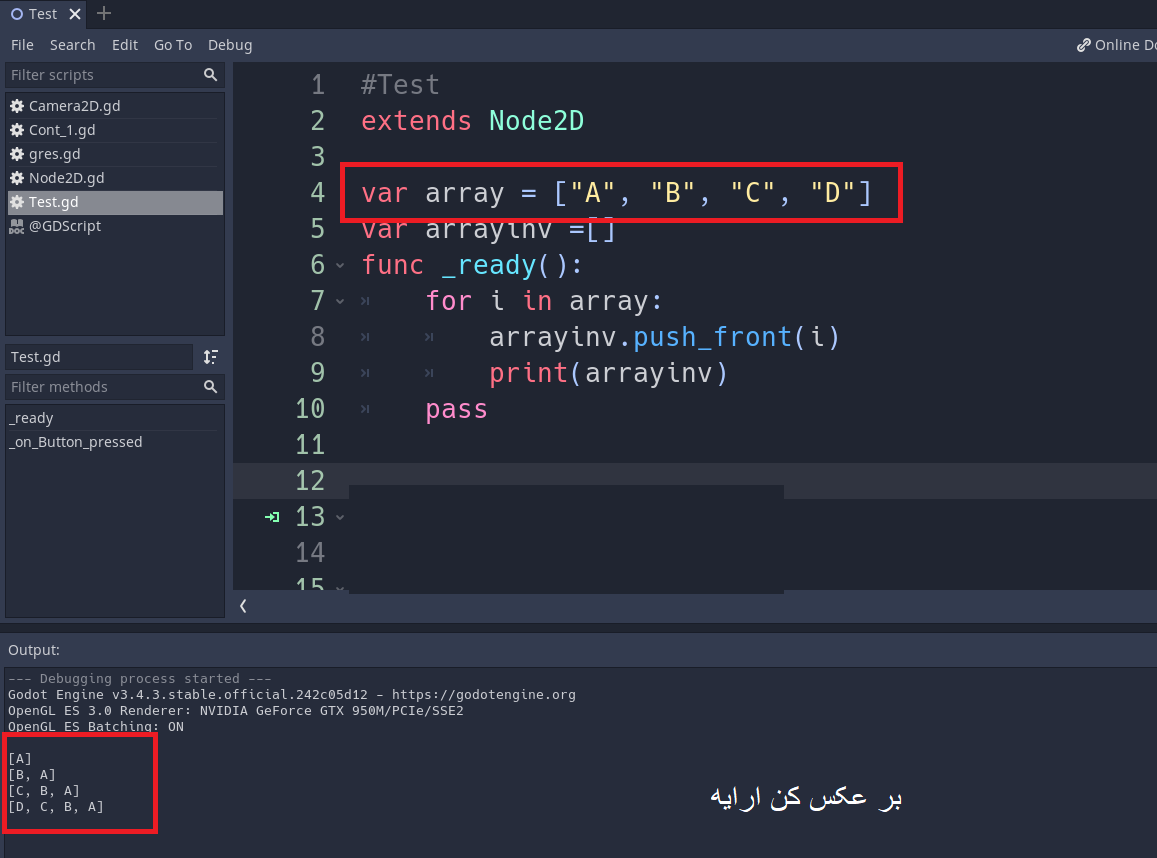 Test
File Search Edit Go To Debug
Online Do
Filter scripts
Camera2D.gd
Cont_1.gd
gres.gd
Node2D.gd
Test.gd
@GDScript
Test.gd
Filter methods
_ready
_on_Button_pressed
1 #Test
2 extends Node2D
3
4 var array = ["A", "B", "C", "D"]
5 var arrayinv =[]
6 func _ready():
7 for i in array:
8 arrayinv.push_front(i)
9 print(arrayinv)
10 pass
11
12
13
14
15
Output:
--- Debugging process started ---
Godot Engine v3.4.3.stable.official.242c05d12 - https://godotengine.org
OpenGL ES 3.0 Renderer: NVIDIA GeForce GTX 950M/PCIe/SSE2
OpenGL ES Batching: ON
[A]
[B, A]
[C, B, A]
[D, C, B, A]
بر عکس کن ارایه